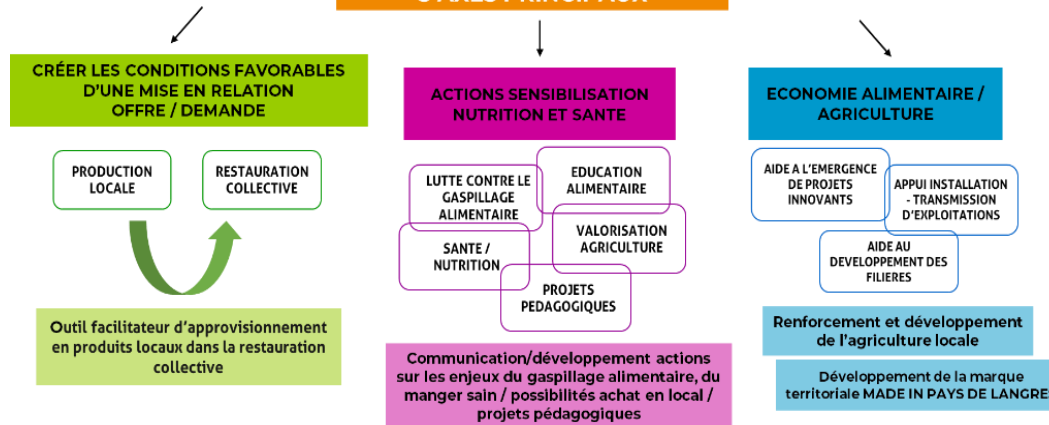 CRÉER LES CONDITIONS FAVORABLES
D'UNE MISE EN RELATION
OFFRE / DEMANDE
PRODUCTION
LOCALE
RESTAURATION
COLLECTIVE
Outil facilitateur d'approvisionnement
en produits locaux dans la restauration
collective
ACTIONS SENSIBILISATION
NUTRITION ET SANTE
LUTTE CONTRE LE
GASPILLAGE
ALIMENTAIRE
EDUCATION
ALIMENTAIRE
SANTE /
NUTRITION
VALORISATION
AGRICULTURE
PROJETS
PEDAGOGIQUES
Communication/développement actions
sur les enjeux du gaspillage alimentaire, du
manger sain / possibilités achat en local /
projets pédagogiques
ECONOMIE ALIMENTAIRE /
AGRICULTURE
AIDE A L'EMERGENCE
DE PROJETS
INNOVANTS
APPUI INSTALLATION
- TRANSMISSION
D'EXPLOITATIONS
AIDE AU
DEVELOPPEMENT DES
FILIERES
Renforcement et développement
de l'agriculture locale
Développement de la marque
territoriale MADE IN PAYS DE LANGRE